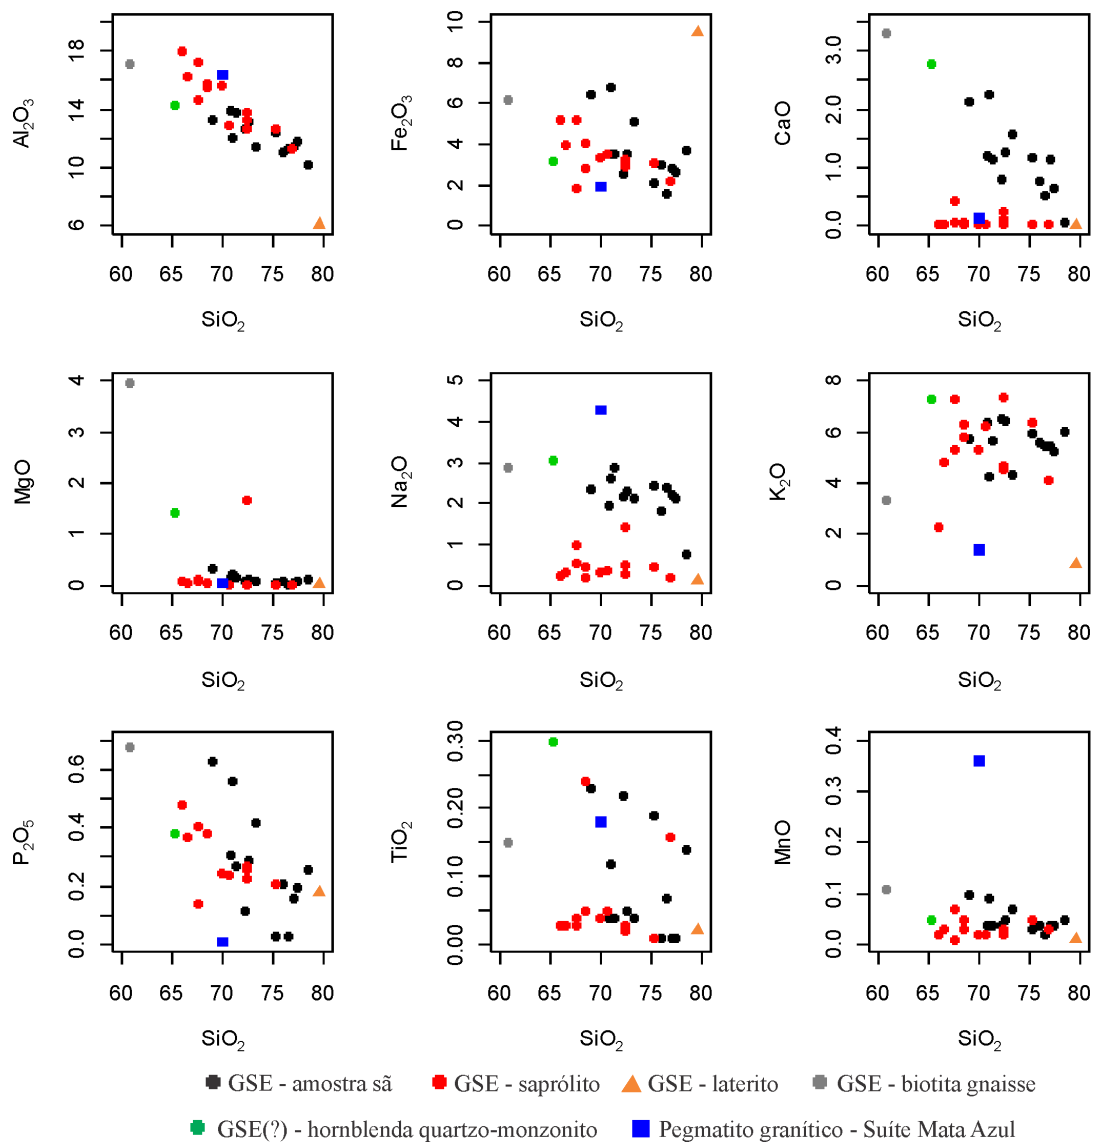 18
14
10
6
Al₂O₃
60 65 70 75 80
SiO₂
10
8
6
4
2
0
Fe₂O₃
60 65 70 75 80
SiO₂
3.0
2.0
1.0
0.0
CaO
60 65 70 75 80
SiO₂
4
3
2
1
0
MgO
60 65 70 75 80
SiO₂
5
4
3
2
1
0
Na₂O
60 65 70 75 80
SiO₂
8
6
4
2
0
K₂O
60 65 70 75 80
SiO₂
0.6
0.4
0.2
0.0
P₂O₅
60 65 70 75 80
SiO₂
0.30
0.20
0.10
0.00
TiO₂
60 65 70 75 80
SiO₂
0.4
0.3
0.2
0.1
0.0
MnO
60 65 70 75 80
SiO₂
GSE - amostra sã GSE - saprólito GSE - laterito GSE - biotita gnaisse
GSE(?) - hornblenda quartzo-monzonito Pegmatito granítico - Suíte Mata Azul